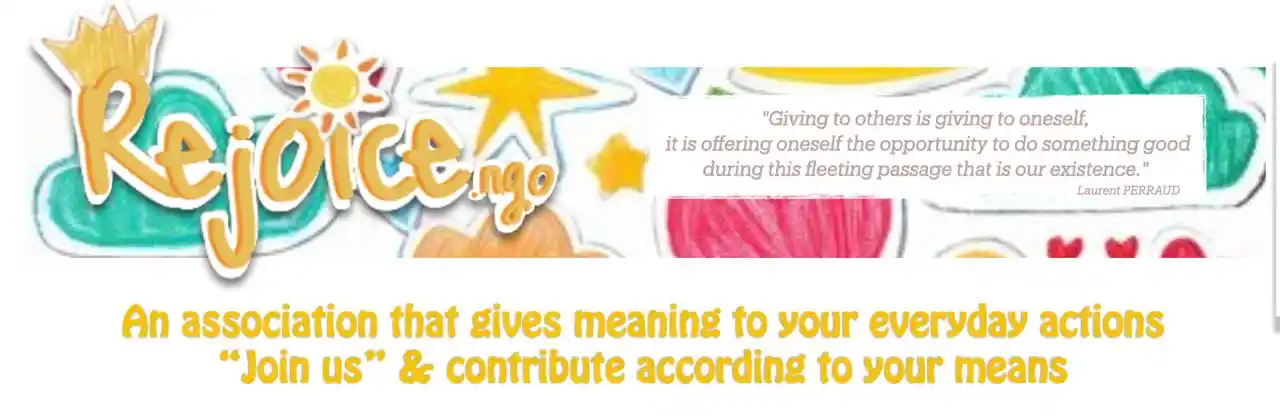 Rejoice.ngo
"Giving to others is giving to oneself,
it is offering oneself the opportunity to do something good
during this fleeting passage that is our existence."
Laurent PERRAUD
An association that gives meaning to your everyday actions
“Join us” & contribute according to your means